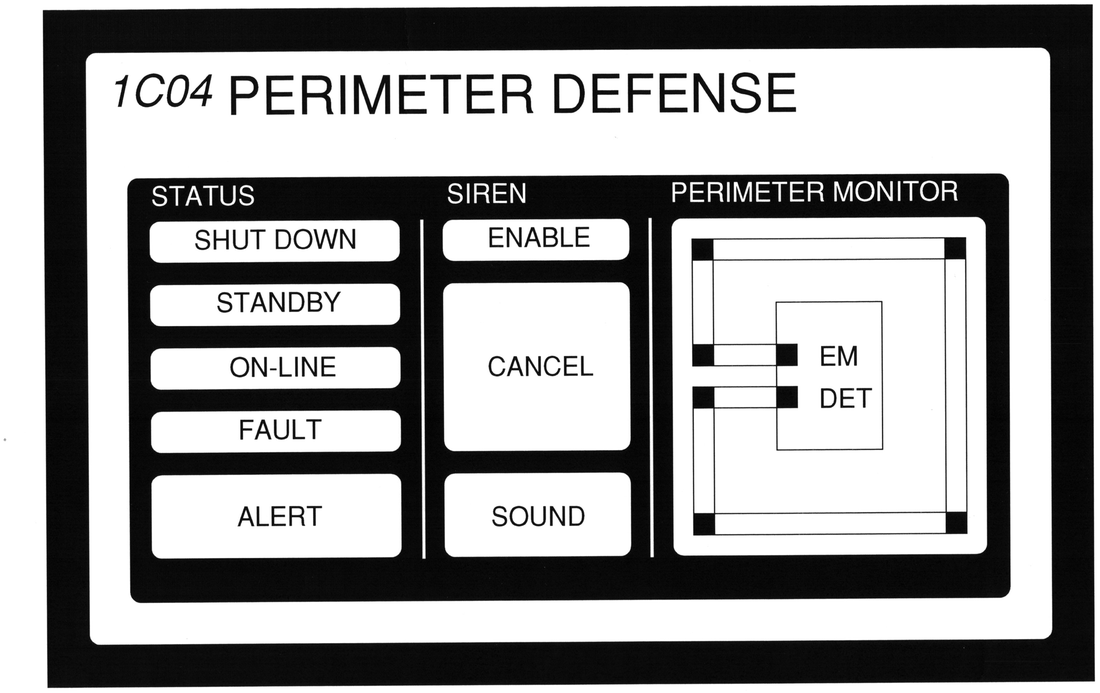 1C04 PERIMETER DEFENSE
STATUS
SHUT DOWN
STANDBY
ON-LINE
FAULT
ALERT
SIREN
ENABLE
CANCEL
SOUND
PERIMETER MONITOR
EM
DET